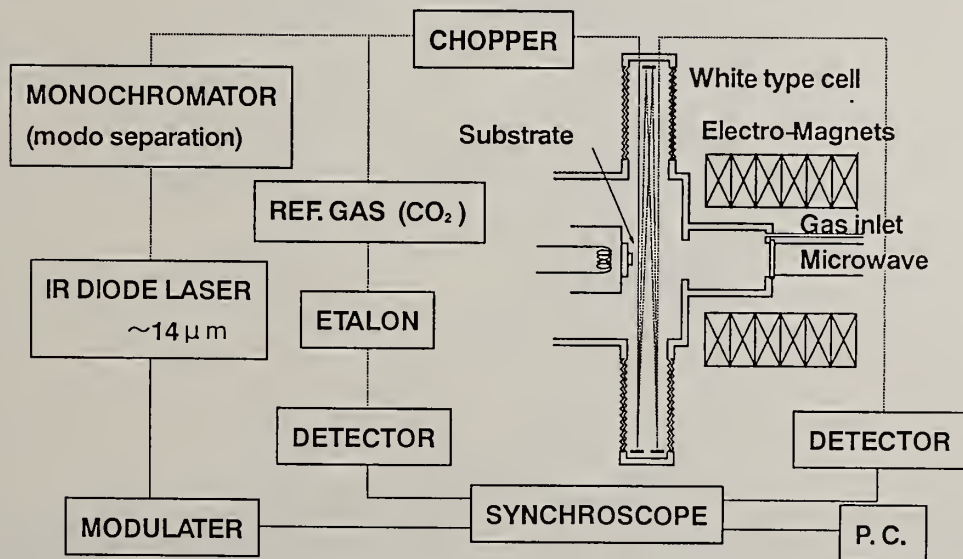 CHOPPER
MONOCHROMATOR
(modo separation)
White type cell
Substrate
Electro-Magnets
REF. GAS (CO₂)
Gas inlet
Microwave
IR DIODE LASER
~14μm
ETALON
DETECTOR
DETECTOR
MODULATER
SYNCHROSCOPE
P. C.